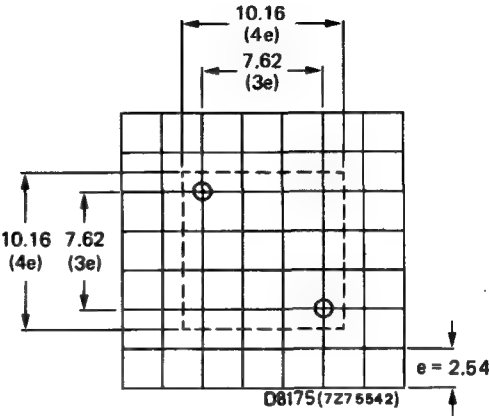 10.16
(4e)
7.62
(3e)
10.16 7.62
(4e) (3e)
e = 2.54
D8175(7Z75542)